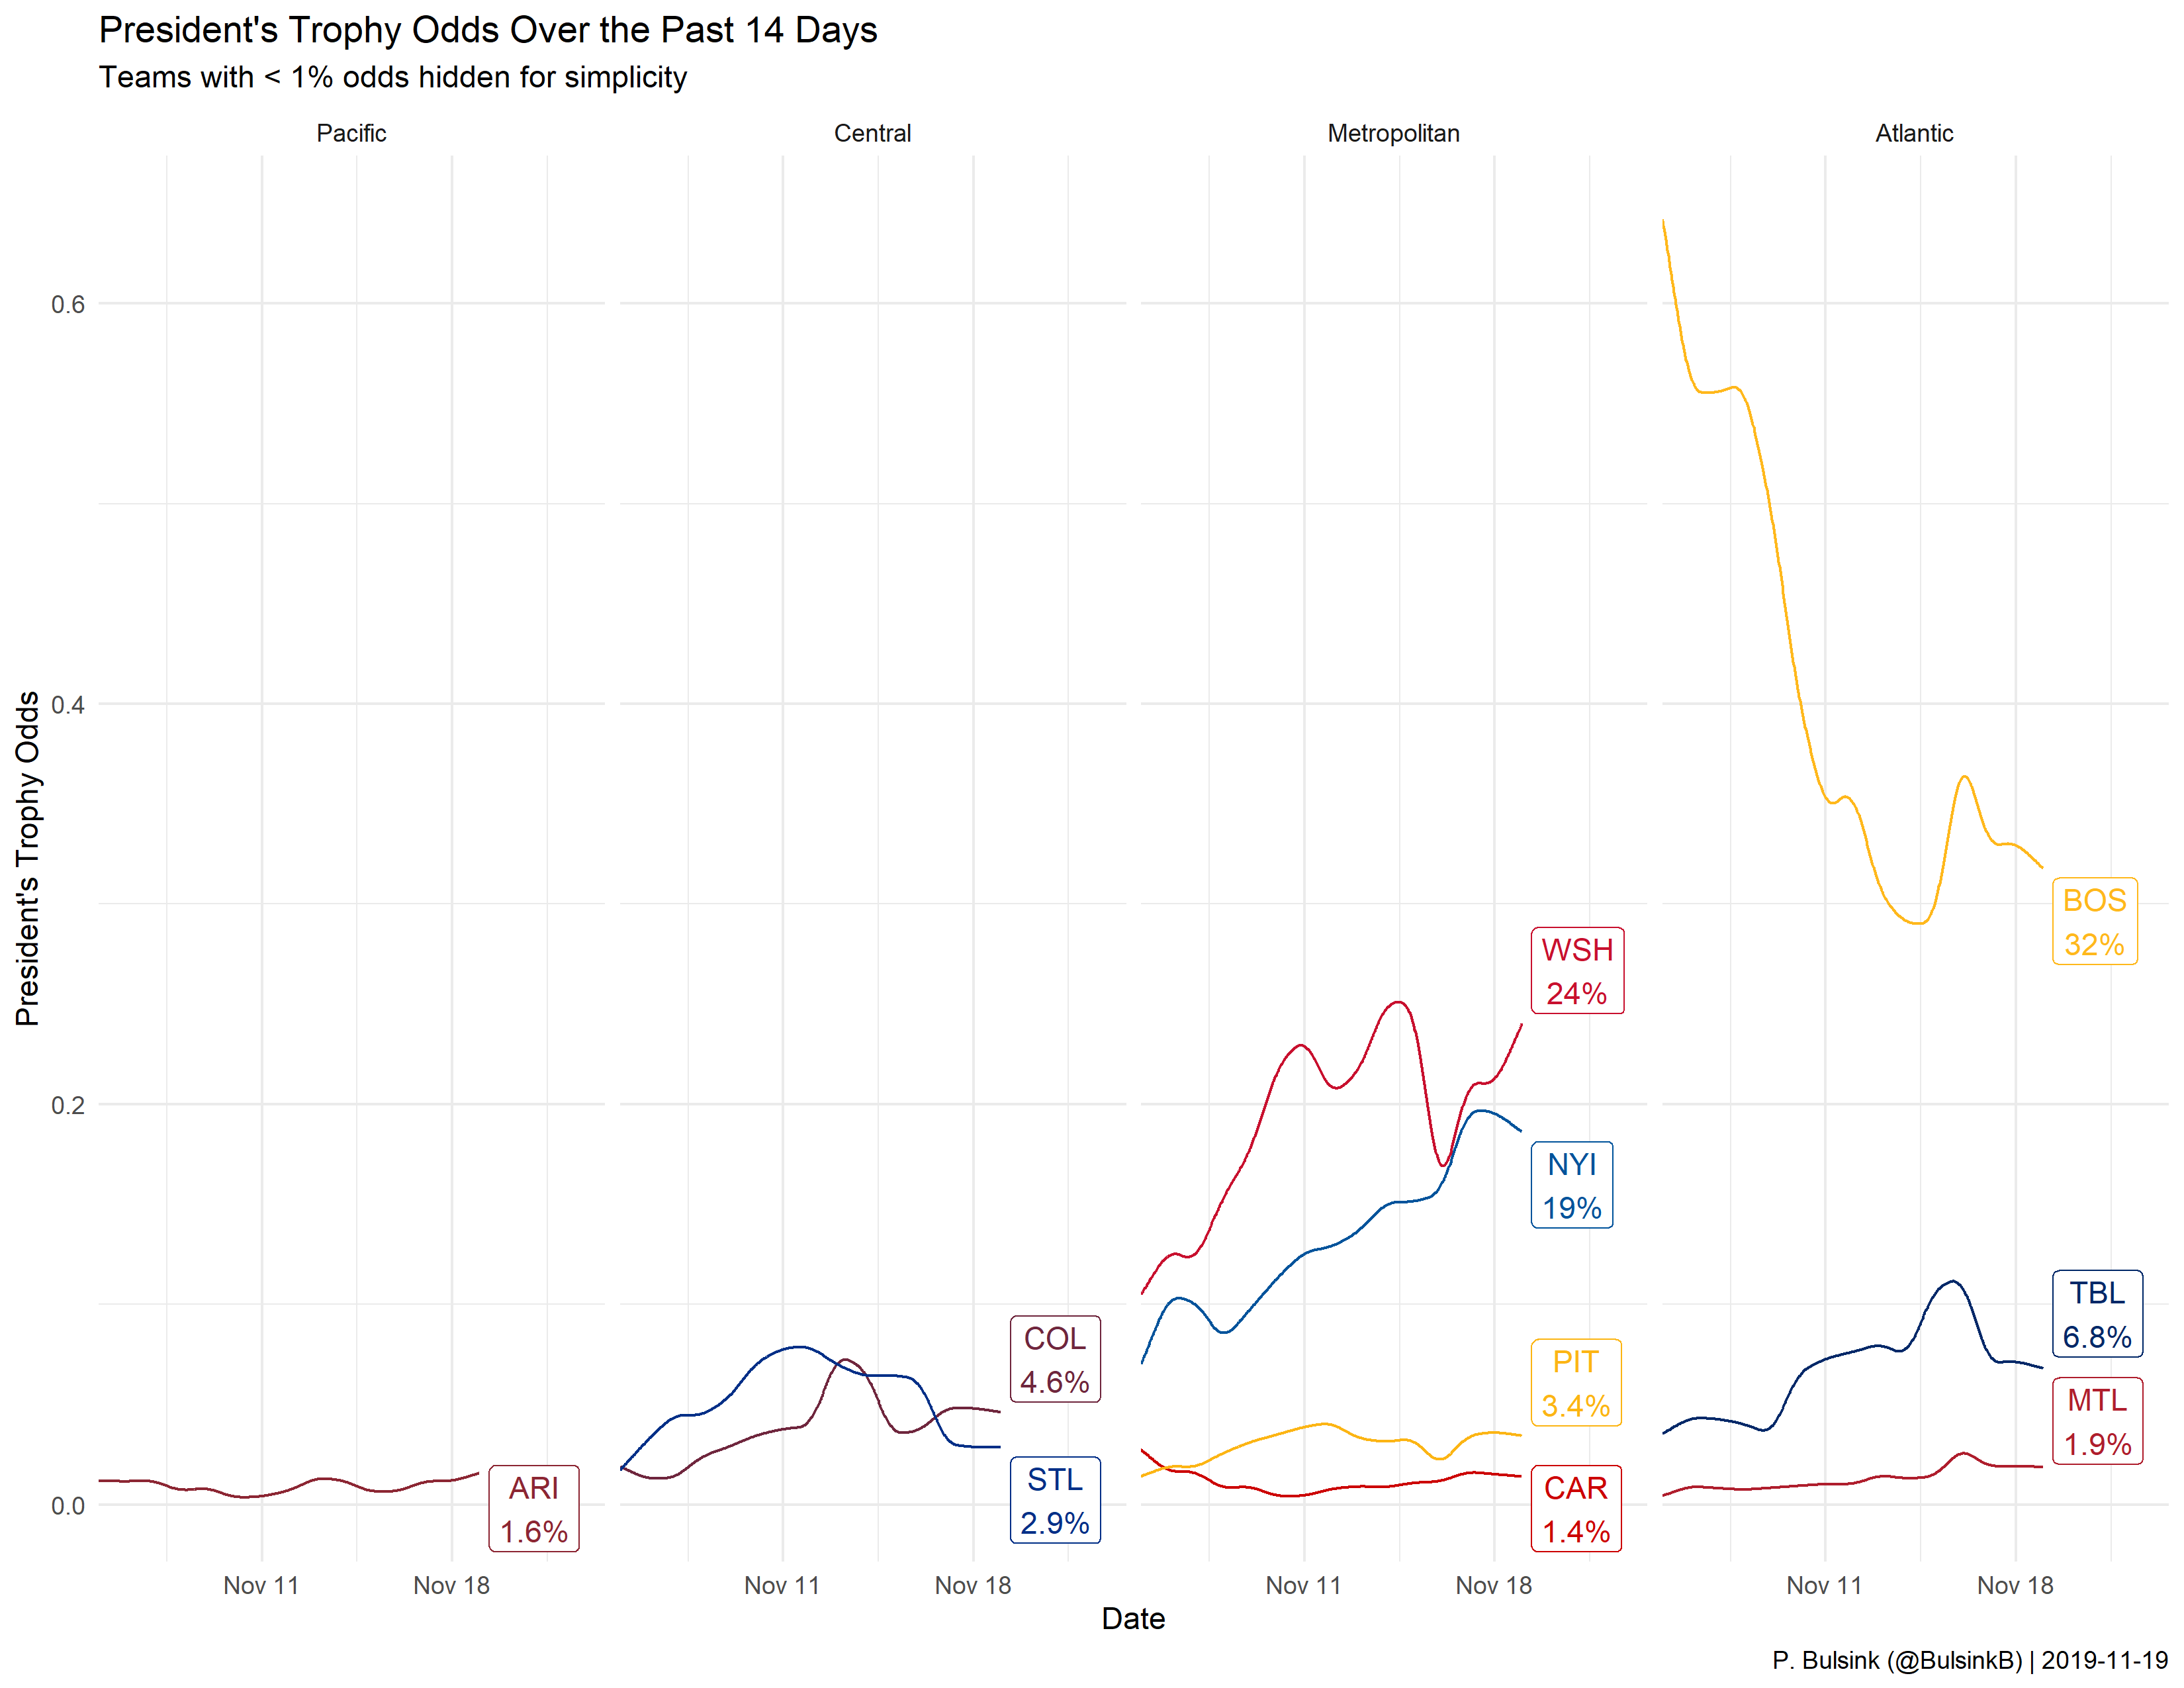 President's Trophy Odds Over the Past 14 Days
Teams with < 1% odds hidden for simplicity
Pacific
Central
Metropolitan
Atlantic
President's Trophy Odds
0.6
0.4
0.2
0.0
ARI
1.6%
COL
4.6%
STL
2.9%
WSH
24%
NYI
19%
PIT
3.4%
CAR
1.4%
BOS
32%
TBL
6.8%
MTL
1.9%
Nov 11
Nov 18
Nov 11
Nov 18
Nov 11
Nov 18
Nov 11
Nov 18
Date
P. Bulsink (@BulsinkB) | 2019-11-19